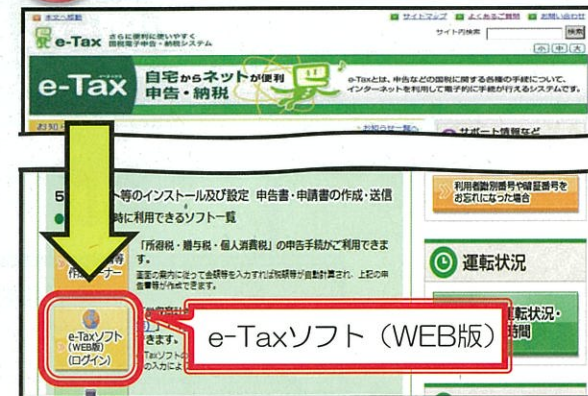 本文へ移動
サイトマップ よくあるご質問 お問い合わせ
e-Tax さらに便利に使いやすく
国税電子申告・納税システム
サイト内検索 検索
小 中 大
e-Tax 自宅からネットが便利
申告・納税
e-Taxとは、申告などの国税に関する各種の手続について、
インターネットを利用して電子的に手続が行えるシステムです。
お知ら
お知らせ一覧へ
サポート情報など
ト等のインストール及び設定 申告書・申請書の作成・送信
時に利用できるソフト一覧
利用者識別番号や暗証番号を
お忘れになった場合
「所得税・贈与税・個人消費税」の申告手続がご利用できま
す。
画面の案内に従って金額等を入力すれば税額等が自動計算され、上記の申
告書等が作成できます。
運転状況
e-Taxソフト
(WEB版)
(ログイン)
e-Taxソフト（WEB版）
運転状況・
時間